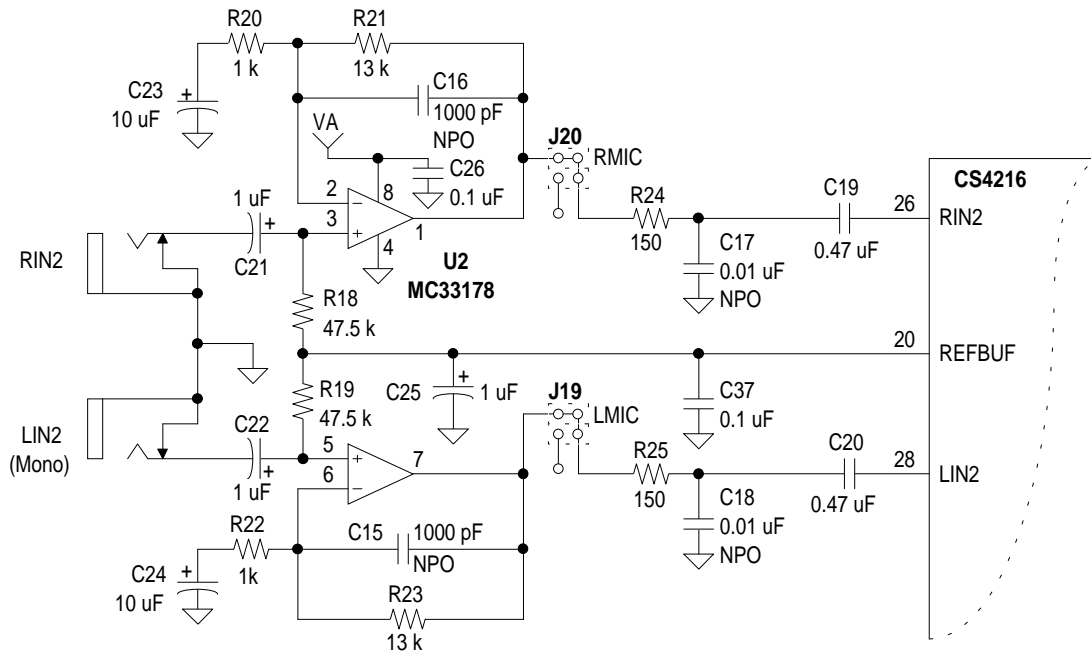 R20
1 k
R21
13 k
C23
+
10 uF
C16
1000 pF
NPO
VA
C26
0.1 uF
2
3
8
4
1
−
+
U2
MC33178
J20
RMIC
R24
150
C17
0.01 uF
NPO
C19
0.47 uF
26
CS4216
RIN2
RIN2
1 uF
+
C21
R18
47.5 k
20
REFBUF
R19
47.5 k
C25
+
1 uF
C37
0.1 uF
J19
LMIC
LIN2
(Mono)
C22
+
1 uF
5
6
7
+
−
R25
150
C18
0.01 uF
NPO
C20
0.47 uF
28
LIN2
R22
1k
C24
+
10 uF
C15
1000 pF
NPO
R23
13 k